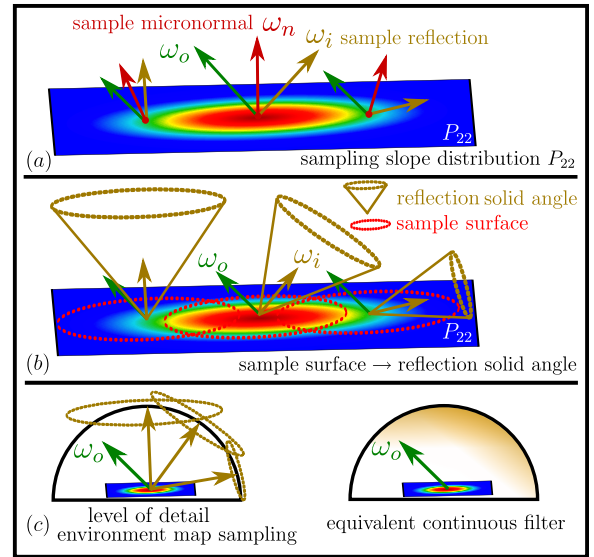 sample micronormal ωn ωi sample reflection
ωo
P22
(a) sampling slope distribution P22
reflection solid angle
sample surface
ωo ωi
P22
(b) sample surface → reflection solid angle
ωo ωo
level of detail
environment map sampling
(c) equivalent continuous filter